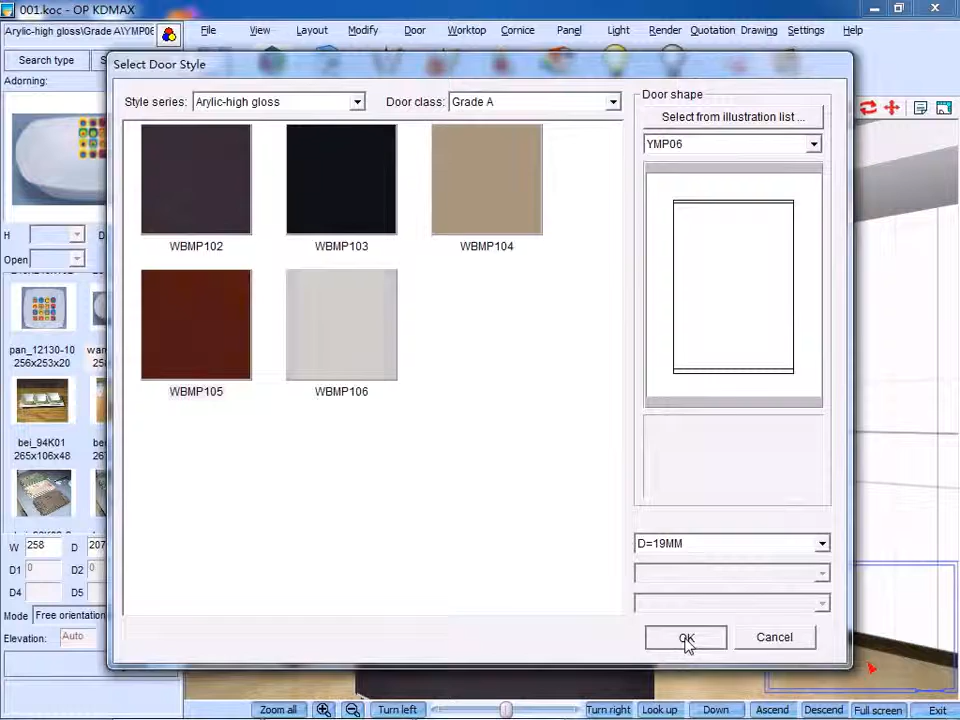 001.koc - OP KDMAX
Arylic-high gloss\Grade A\YMP06
File View Layout Modify Door Worktop Cornice Panel Light Render Quotation Drawing Settings Help
Search type
Adorning:
Select Door Style
Style series: Arylic-high gloss
Door class: Grade A
Door shape
Select from illustration list ...
YMP06
WBMP102 WBMP103 WBMP104
WBMP105 WBMP106
H
Open
pan_12130-10
256x253x20
bei_94K01
265x106x48
W 258 D 207
D1 0 D2 0
D4 D5
Mode Free orientation
Elevation: Auto
D=19MM
OK Cancel
Zoom all Turn left Turn right Look up Down Ascend Descend Full screen Exit